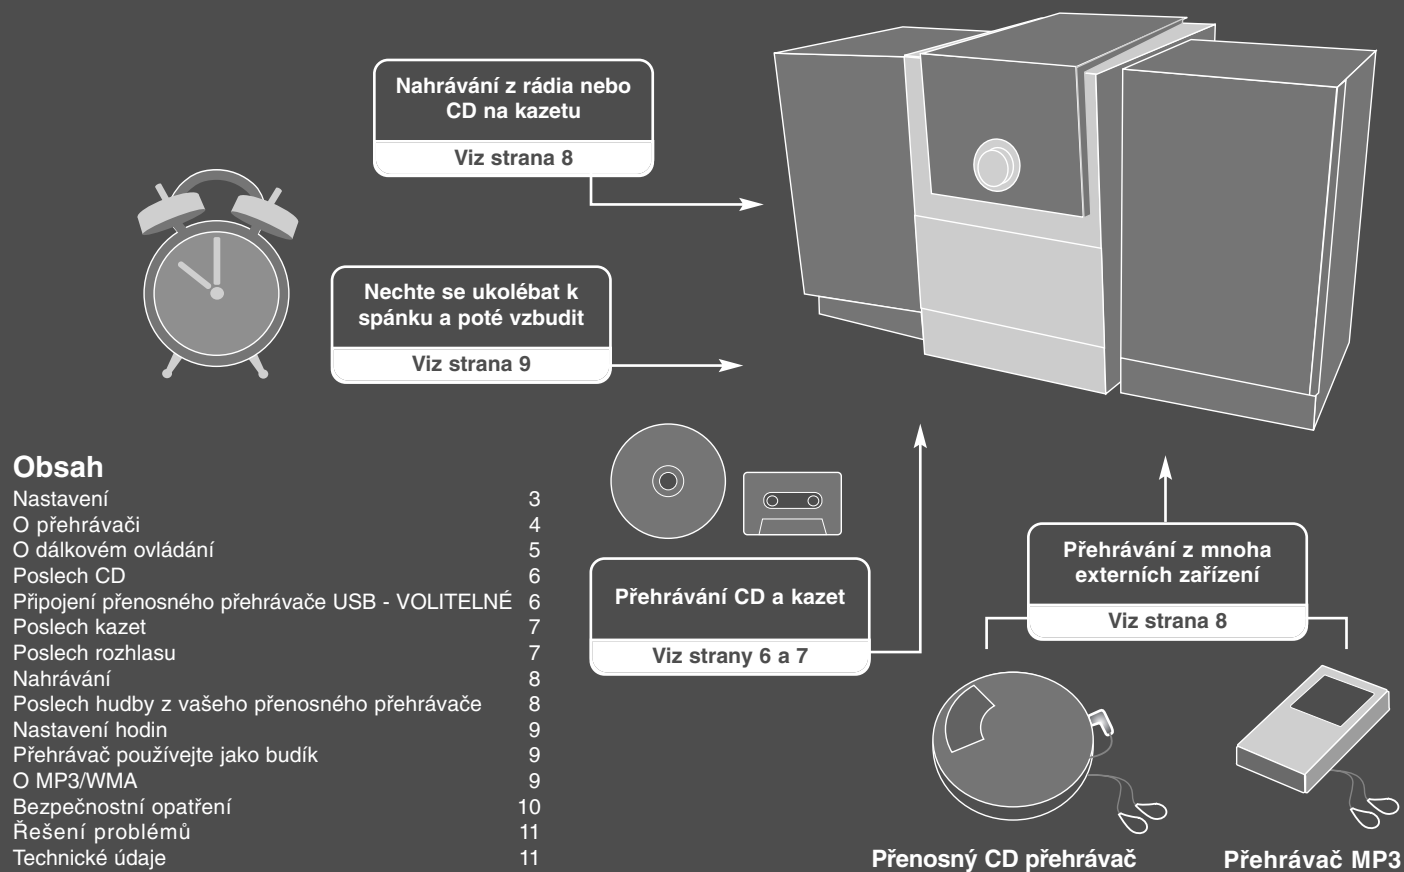 Nahrávání z rádia nebo
CD na kazetu
Viz strana 8
Nechte se ukolébat k
spánku a poté vzbudit
Viz strana 9
Obsah
Nastavení 3
O přehrávači 4
O dálkovém ovládání 5
Poslech CD 6
Připojení přenosného přehrávače USB - VOLITELNÉ 6
Poslech kazet 7
Poslech rozhlasu 7
Nahrávání 8
Poslech hudby z vašeho přenosného přehrávače 8
Nastavení hodin 9
Přehrávač používejte jako budík 9
O MP3/WMA 9
Bezpečnostní opatření 10
Řešení problémů 11
Technické údaje 11
Přehrávání CD a kazet
Viz strany 6 a 7
Přehrávání z mnoha
externích zařízení
Viz strana 8
Přenosný CD přehrávač
Přehrávač MP3